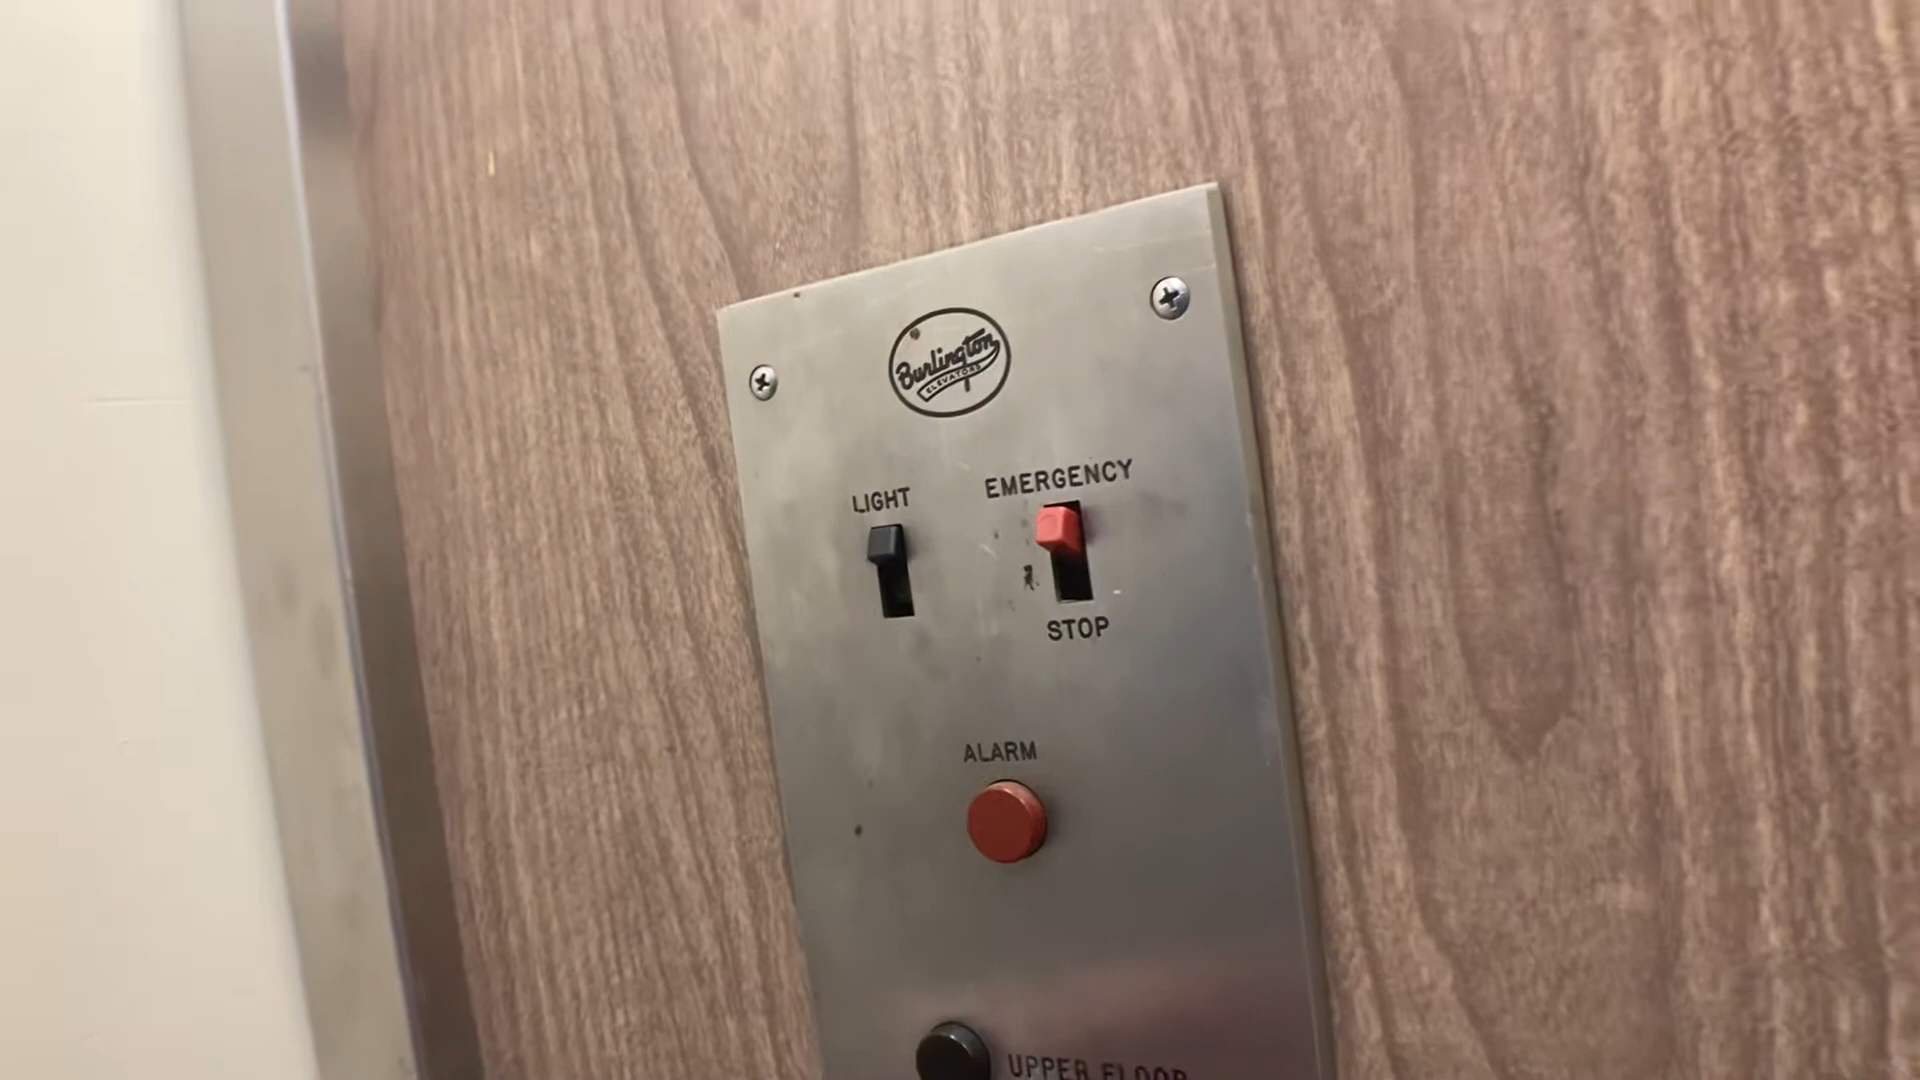 Burlington
ELEVATORS
LIGHT
EMERGENCY
STOP
ALARM
UPPER FLOOR